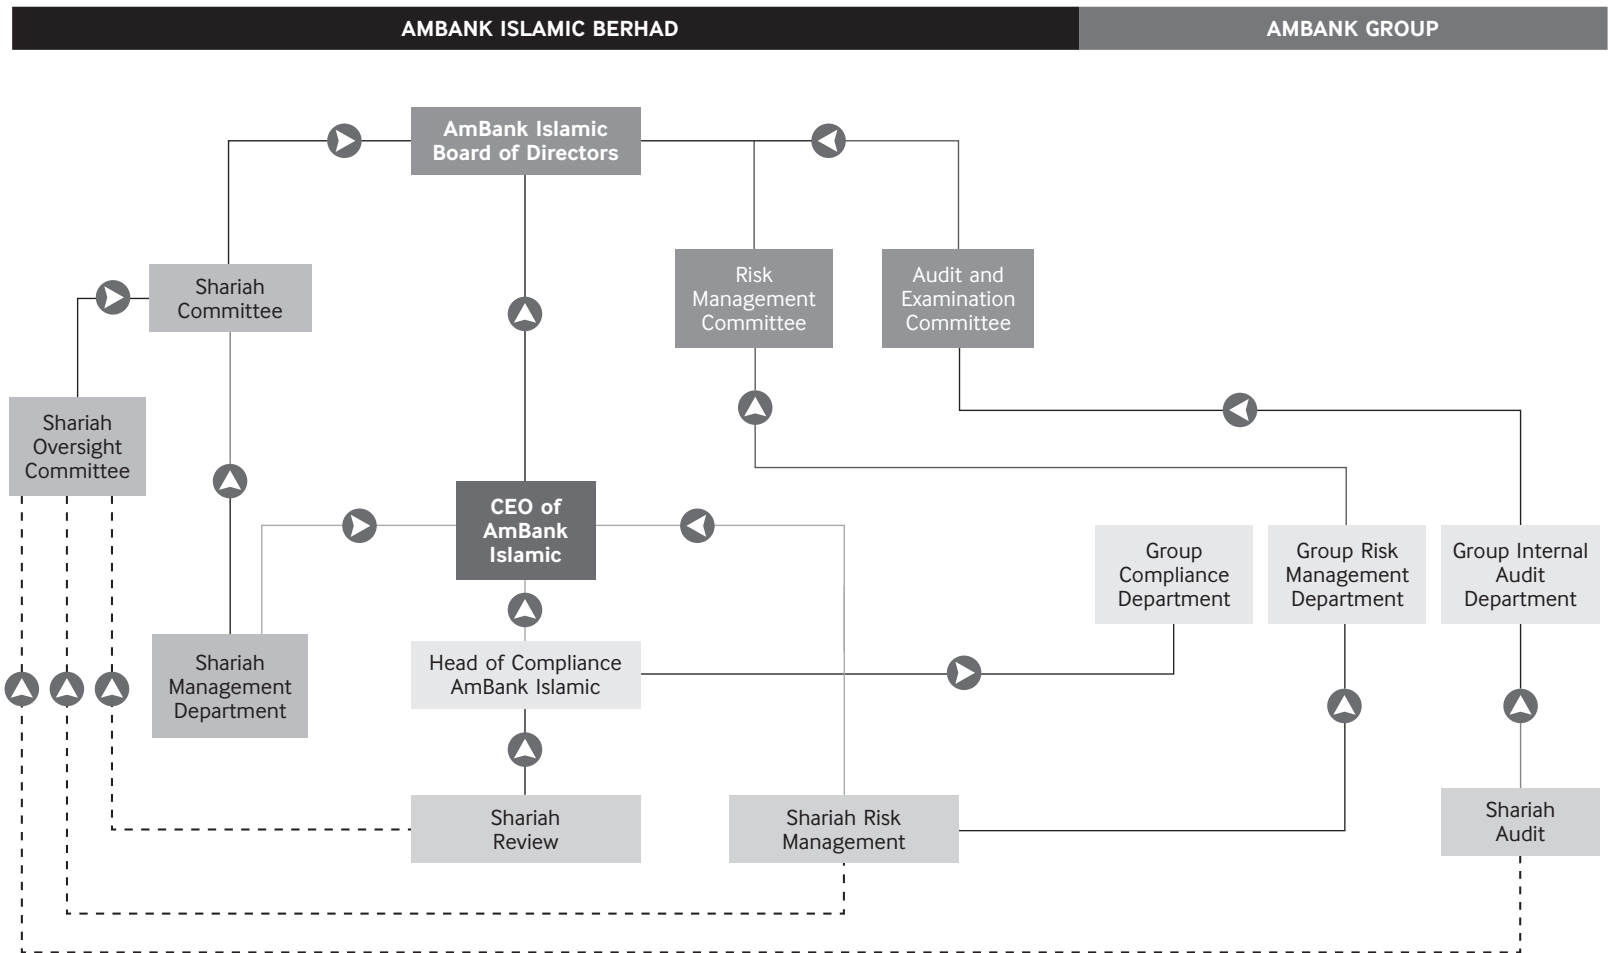 AMBANK ISLAMIC BERHAD
AMBANK GROUP
AmBank Islamic
Board of Directors
Shariah
Committee
Risk
Management
Committee
Audit and
Examination
Committee
Shariah
Oversight
Committee
CEO of
AmBank
Islamic
Group
Compliance
Department
Group Risk
Management
Department
Group Internal
Audit
Department
Shariah
Management
Department
Head of Compliance
AmBank Islamic
Shariah
Review
Shariah Risk
Management
Shariah
Audit